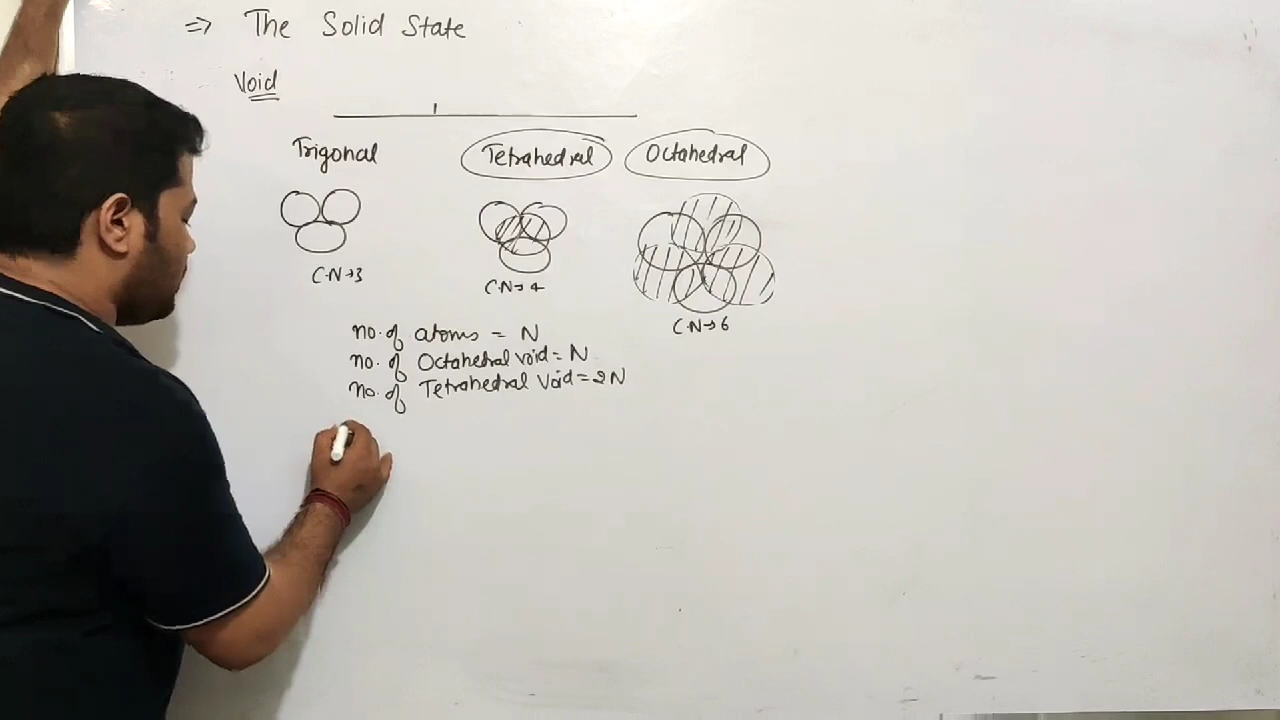 ⇒ The Solid State
Void
Trigonal Tetrahedral Octahedral
C.N→3 C.N→4 C.N→6
no. of atoms = N
no. of Octahedral void = N
no. of Tetrahedral Void = 2N